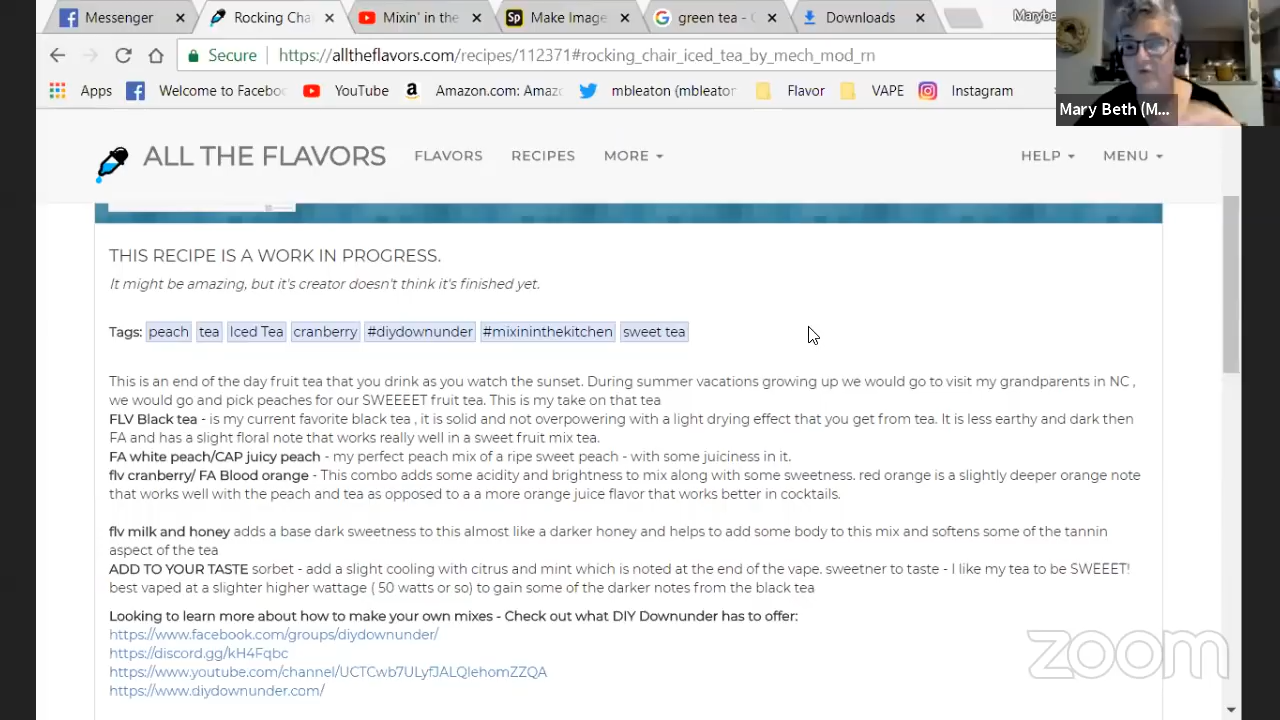 Messenger
Rocking Cha
Mixin' in the
Sp Make Image
green tea -
Downloads
Secure https://alltheflavors.com/recipes/112371#rocking_chair_iced_tea_by_mech_mod_rn
Apps Welcome to Facebo YouTube Amazon.com: Amaz mbleaton (mbleator Flavor VAPE Instagram
Mary Beth (M...
ALL THE FLAVORS FLAVORS RECIPES MORE HELP MENU
THIS RECIPE IS A WORK IN PROGRESS.
It might be amazing, but it's creator doesn't think it's finished yet.
Tags: peach tea Iced Tea cranberry #diydownunder #mixininthekitchen sweet tea
This is an end of the day fruit tea that you drink as you watch the sunset. During summer vacations growing up we would go to visit my grandparents in NC ,
we would go and pick peaches for our SWEEEET fruit tea. This is my take on that tea
FLV Black tea - is my current favorite black tea , it is solid and not overpowering with a light drying effect that you get from tea. It is less earthy and dark then
FA and has a slight floral note that works really well in a sweet fruit mix tea.
FA white peach/CAP juicy peach - my perfect peach mix of a ripe sweet peach - with some juiciness in it.
flv cranberry/ FA Blood orange - This combo adds some acidity and brightness to mix along with some sweetness. red orange is a slightly deeper orange note
that works well with the peach and tea as opposed to a a more orange juice flavor that works better in cocktails.
flv milk and honey adds a base dark sweetness to this almost like a darker honey and helps to add some body to this mix and softens some of the tannin
aspect of the tea
ADD TO YOUR TASTE sorbet - add a slight cooling with citrus and mint which is noted at the end of the vape. sweetner to taste - I like my tea to be SWEEET!
best vaped at a slighter higher wattage ( 50 watts or so) to gain some of the darker notes from the black tea
Looking to learn more about how to make your own mixes - Check out what DIY Downunder has to offer:
https://www.facebook.com/groups/diydownunder/
https://discord.gg/kH4Fqbc
https://www.youtube.com/channel/UCTCwb7ULyfJALQlehomZZQA
https://www.diydownunder.com/
zoom